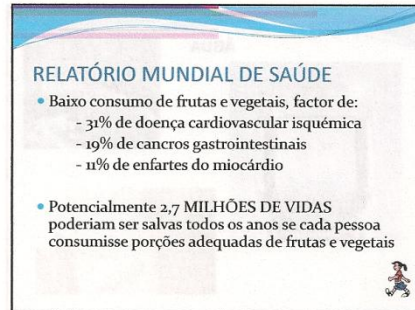 RELATÓRIO MUNDIAL DE SAÚDE
• Baixo consumo de frutas e vegetais, factor de:
- 31% de doença cardiovascular isquémica
- 19% de cancros gastrointestinais
- 11% de enfartes do miocárdio
• Potencialmente 2,7 MILHÕES DE VIDAS
poderiam ser salvas todos os anos se cada pessoa
consumisse porções adequadas de frutas e vegetais